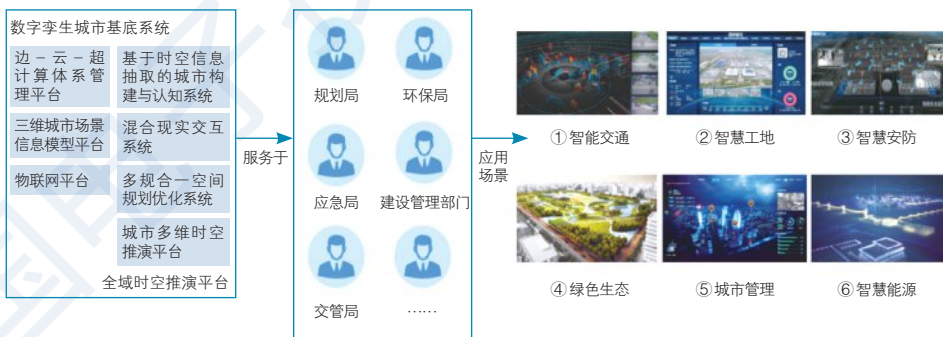 数字孪生城市基底系统
边-云-超
计算体系管
理平台
基于时空信息
抽取的城市构
建与认知系统
三维城市场景
信息模型平台
混合现实交互
系统
物联网平台
多规合一空间
规划优化系统
城市多维时空
推演平台
全域时空推演平台
服务于
规划局
环保局
应急局
建设管理部门
交管局
……
应用
场景
①智能交通
②智慧工地
③智慧安防
④绿色生态
⑤城市管理
⑥智慧能源